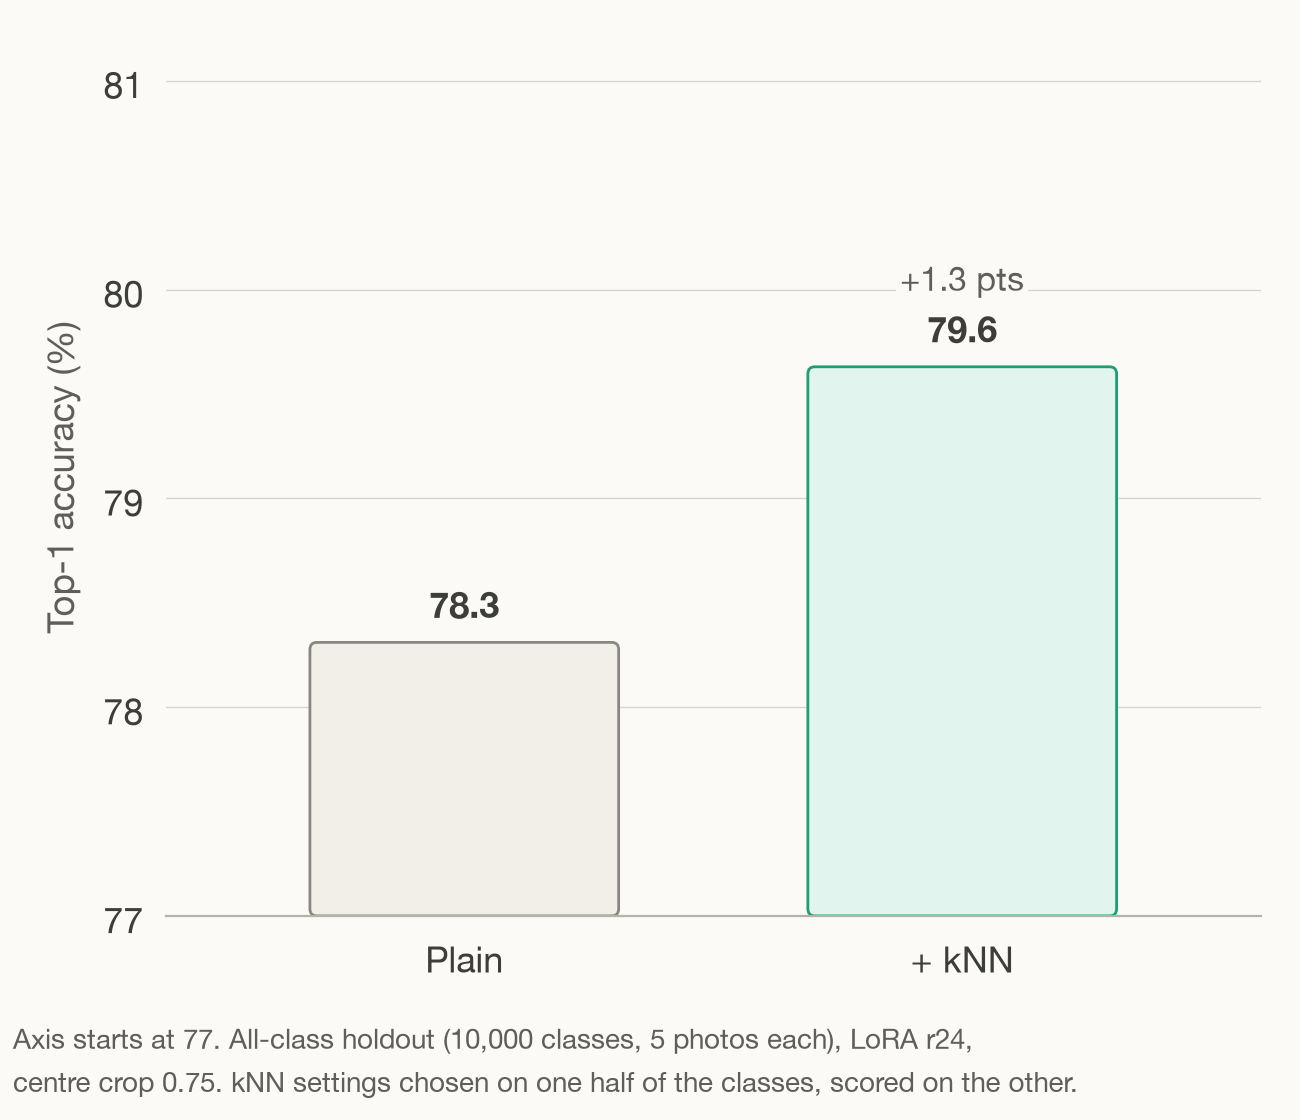 81
+1.3 pts
80
79.6
Top-1 accuracy (%)
79
78.3
78
77
Plain
+ kNN
Axis starts at 77. All-class holdout (10,000 classes, 5 photos each), LoRA r24,
centre crop 0.75. kNN settings chosen on one half of the classes, scored on the other.